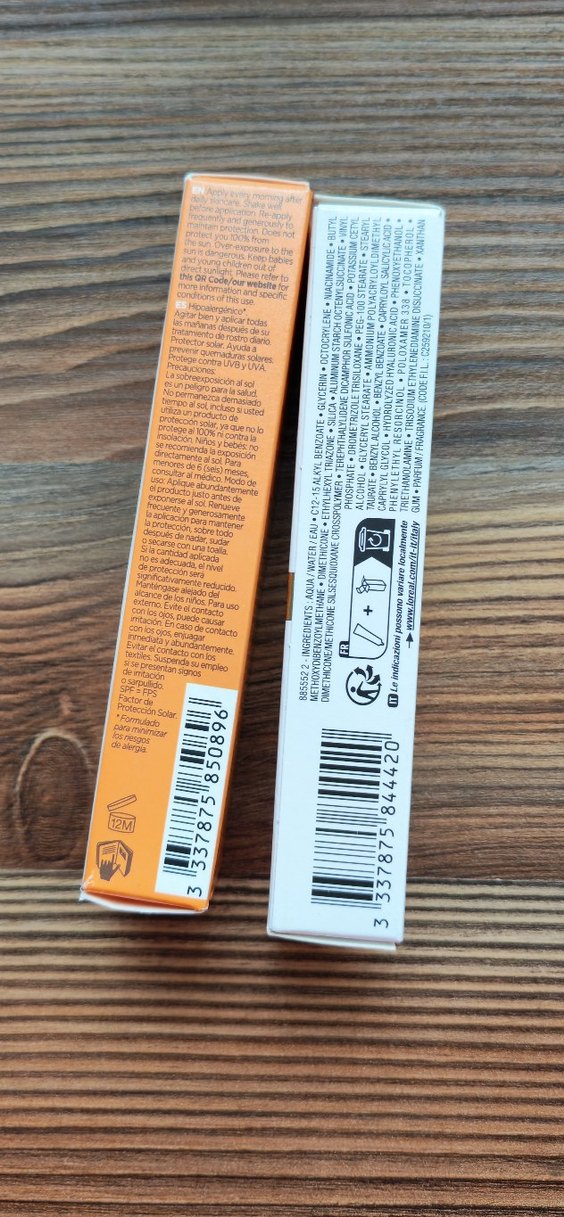 EN Apply every morning after
daily skincare. Shake well
before application. Re-apply
frequently and generously to
maintain protection. Does not
protect you 100% from
the sun. Over-exposure to the
sun is dangerous. Keep babies
and young children out of
direct sunlight. Please refer to
this QR Code/our website for
more information and specific
conditions of this use.
ES Hipoalergénico*
Agitar bien y aplicar todas
las mañanas después de su
tratamiento de rostro diario.
Protector solar. Ayuda a
prevenir quemaduras solares.
Protege contra UVB y UVA.
Precauciones:
La sobreexposición al sol
es un peligro para la salud.
No permanezca demasiado
tiempo al sol, incluso si usted
utiliza un producto de
protección solar, ya que no lo
protege al 100% ni contra la
insolación. Niños y bebés: no
se recomienda la exposición
directamente al sol. Para
menores de 6 (seis) meses,
consultar al médico. Modo de
uso: Aplique abundantemente
el producto justo antes de
exponerse al sol. Renueve
frecuente y generosamente
la aplicación para mantener
la protección, sobre todo
después de nadar, sudar
o secarse con una toalla.
Si la cantidad aplicada
no es adecuada, el nivel
de protección será
significativamente reducido.
Manténgase alejado del
alcance de los niños. Para uso
externo. Evite el contacto
con los ojos, puede causar
irritación. En caso de contacto
con los ojos, enjuagar
inmediata y abundantemente.
Evitar el contacto con los
textiles. Suspenda su empleo
si se presentan signos
de irritación
o sarpullido.
SPF = FPS
Factor de
Protección Solar.
* Formulado
para minimizar
los riesgos
de alergia.
12M
3 337875 850896
885552 2 - INGREDIENTS : AQUA / WATER / EAU • C12-15 ALKYL BENZOATE • GLYCERIN • OCTOCRYLENE • NIACINAMIDE • BUTYL
METHOXYDIBENZOYLMETHANE • DIMETHICONE • ETHYLHEXYL TRIAZONE • SILICA • ALUMINUM STARCH OCTENYLSUCCINATE • VINYL
DIMETHICONE/METHICONE SILSESQUIOXANE CROSSPOLYMER • TEREPHTHALYLIDENE DICAMPHOR SULFONIC ACID • POTASSIUM CETYL
PHOSPHATE • DROMETRIZOLE TRISILOXANE • PEG-100 STEARATE • STEARYL
ALCOHOL • GLYCERYL STEARATE • AMMONIUM POLYACRYLOYLDIMETHYL
TAURATE • BENZYL ALCOHOL • BENZYL BENZOATE • CAPRYLOYL SALICYLIC ACID •
CAPRYLYL GLYCOL • HYDROLYZED HYALURONIC ACID • PHENOXYETHANOL •
PHENYLETHYL RESORCINOL • POLOXAMER 338 • TOCOPHEROL •
TRIETHANOLAMINE • TRISODIUM ETHYLENEDIAMINE DISUCCINATE • XANTHAN
GUM • PARFUM / FRAGRANCE (CODE F.I.L. : C259210/1)
FR
+
IT Le indicazioni possono variare localmente
www.loreal.com/it-it/italy
3 337875 844420